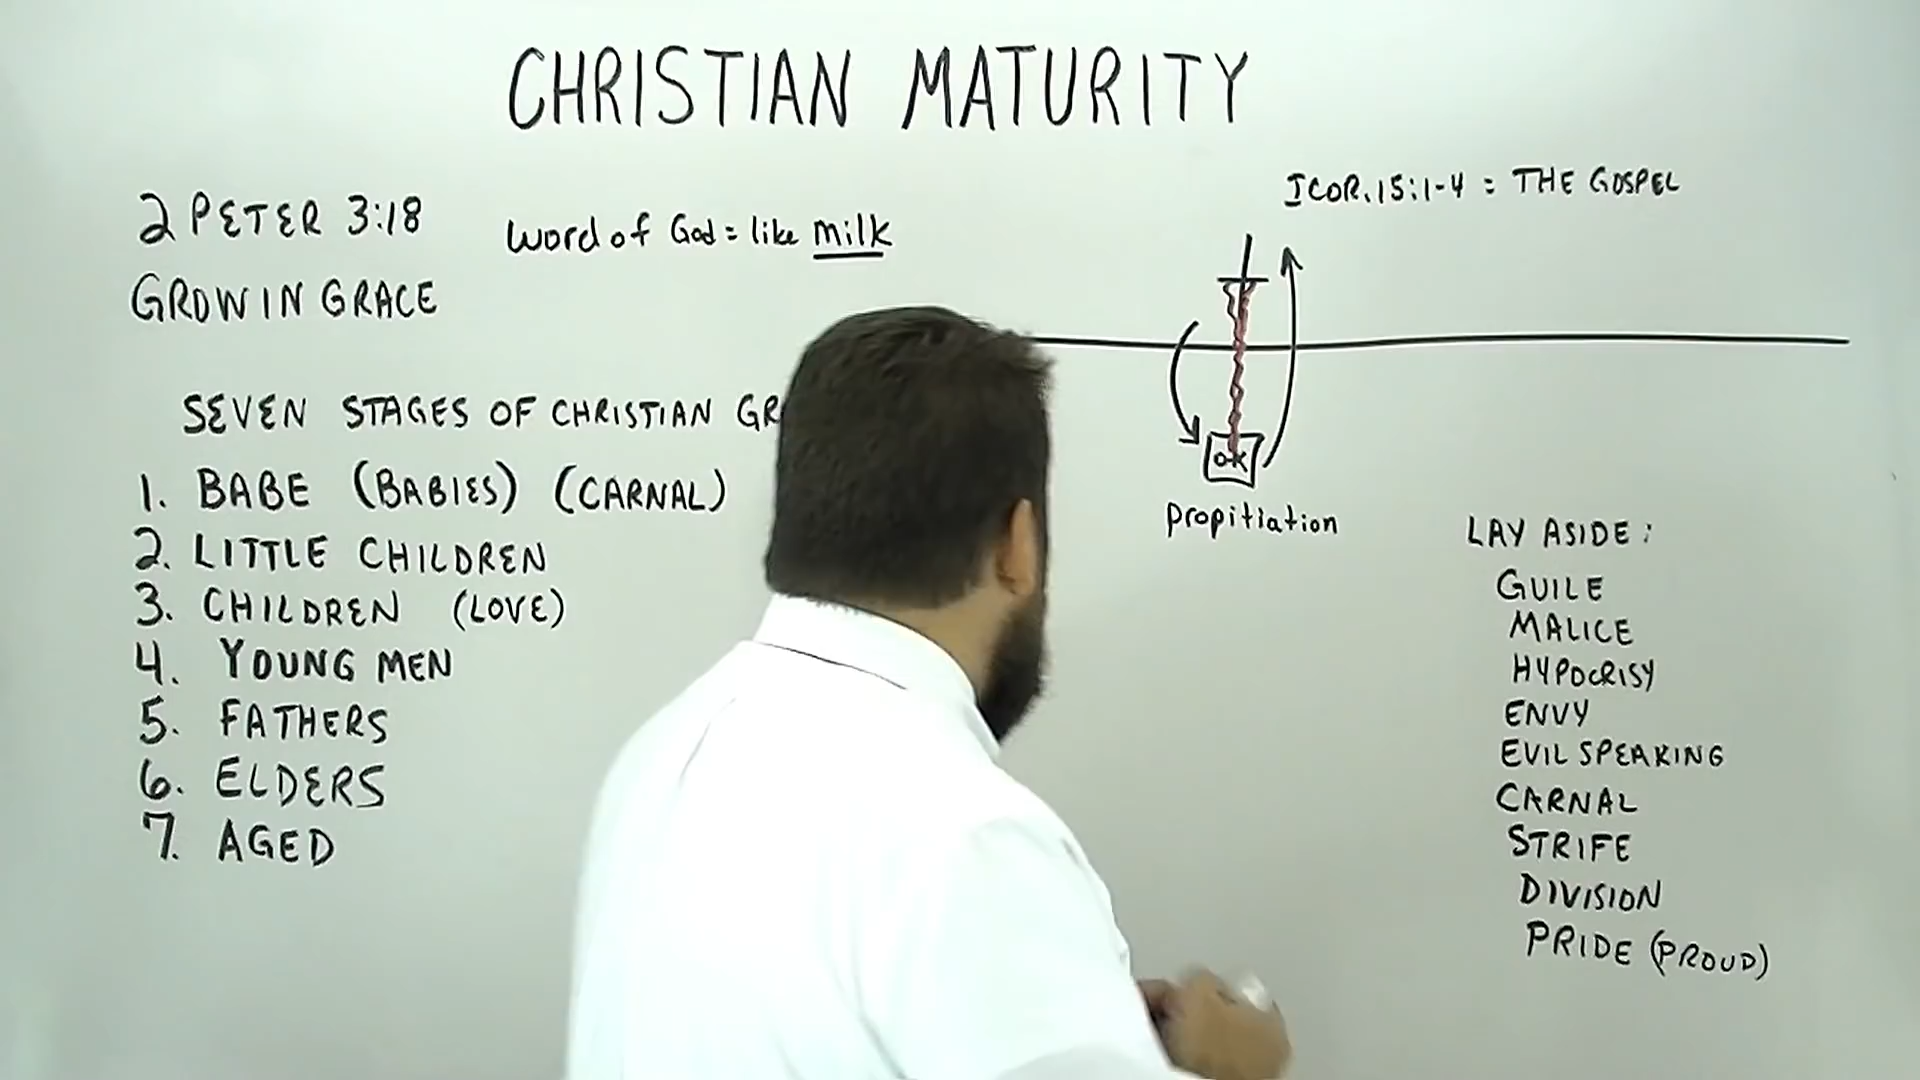 CHRISTIAN MATURITY
2 PETER 3:18
GROW IN GRACE
Word of God = like milk
I COR. 15:1-4 = THE GOSPEL
SEVEN STAGES OF CHRISTIAN
1. BABE (BABIES) (CARNAL)
2. LITTLE CHILDREN
3. CHILDREN (LOVE)
4. YOUNG MEN
5. FATHERS
6. ELDERS
7. AGED
OK
propitiation
LAY ASIDE:
GUILE
MALICE
HYPOCRISY
ENVY
EVIL SPEAKING
CARNAL
STRIFE
DIVISION
PRIDE (PROUD)